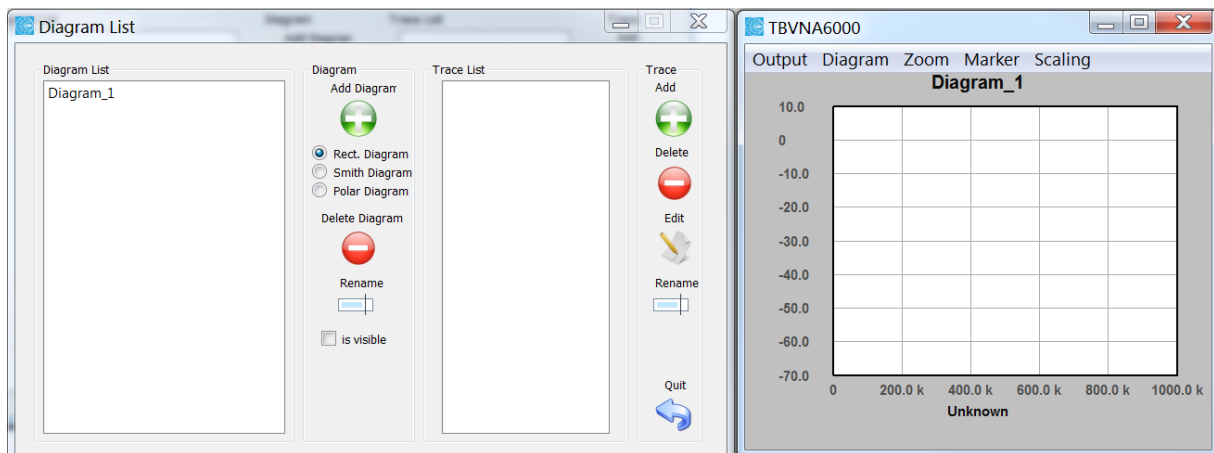 Diagram List
Diagram List
Diagram_1
Diagram
Add Diagram
Rect. Diagram
Smith Diagram
Polar Diagram
Delete Diagram
Rename
is visible
Trace List
Trace
Add
Delete
Edit
Rename
Quit
TBVNA6000
Output Diagram Zoom Marker Scaling
Diagram_1
10.0
0
-10.0
-20.0
-30.0
-40.0
-50.0
-60.0
-70.0
0 200.0 k 400.0 k 600.0 k 800.0 k 1000.0 k
Unknown